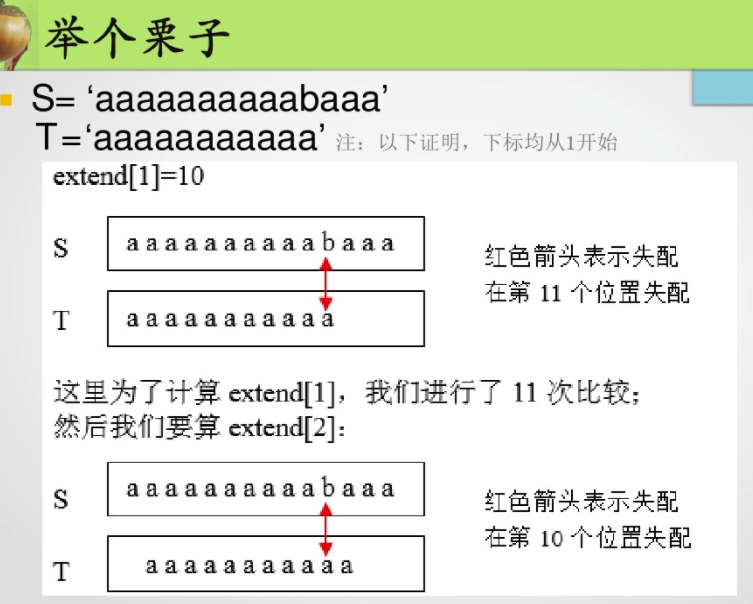 举个栗子
S= ‘aaaaaaaaaabaaa’
T=‘aaaaaaaaaaa’ 注：以下证明，下标均从1开始
extend[1]=10
S a a a a a a a a a a b a a a
红色箭头表示失配
在第 11 个位置失配
T a a a a a a a a a a a
这里为了计算 extend[1]，我们进行了 11 次比较；
然后我们要算 extend[2]：
S a a a a a a a a a a b a a a
红色箭头表示失配
在第 10 个位置失配
T a a a a a a a a a a a